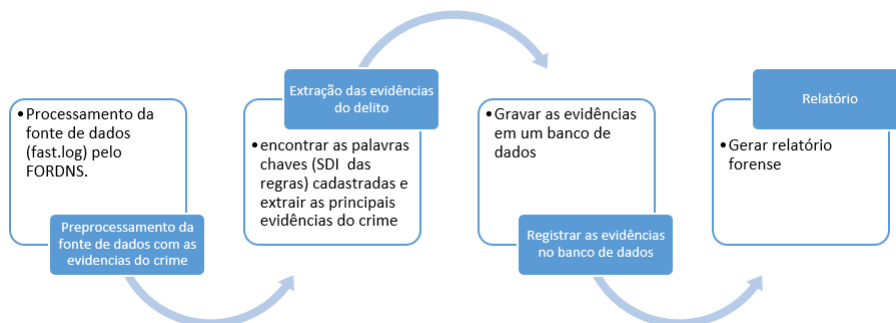 •Processamento da
fonte de dados
(fast.log) pelo
FORDNS.
Preprocessamento da
fonte de dados com as
evidencias do crime
Extração das evidências
do delito
•encontrar as palavras
chaves (SDI das
regras) cadastradas e
extrair as principais
evidências do crime
•Gravar as evidências
em um banco de
dados
Registrar as evidências
no banco de dados
Relatório
•Gerar relatório
forense